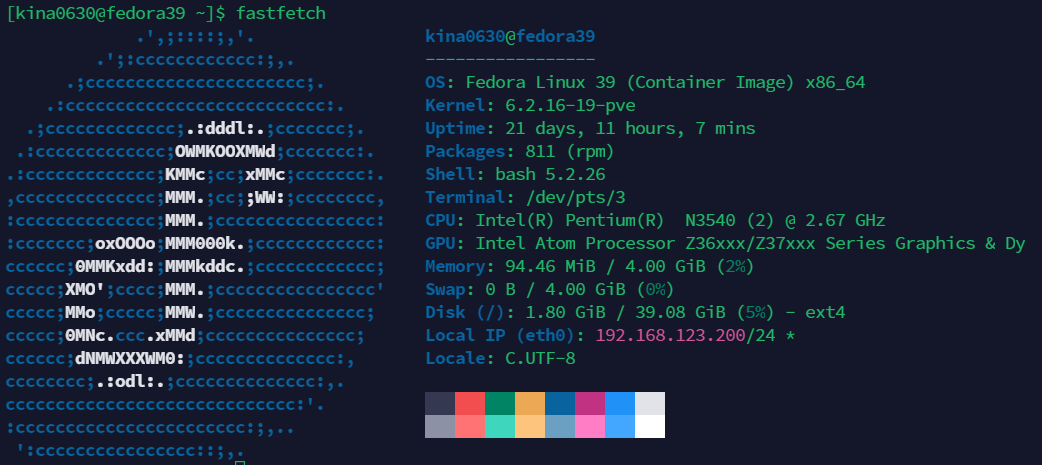 [kina0630@fedora39 ~]$ fastfetch
             .',;::::;,'.                 kina0630@fedora39
         .';:cccccccccccc:;,.             -----------------
      .;cccccccccccccccccccccc;.          OS: Fedora Linux 39 (Container Image) x86_64
    .:cccccccccccccccccccccccccc:.        Kernel: 6.2.16-19-pve
  .;ccccccccccccc;.:dddl:.;ccccccc;.      Uptime: 21 days, 11 hours, 7 mins
 .:ccccccccccccc;OWMKOOXMWd;ccccccc:.     Packages: 811 (rpm)
.:ccccccccccccc;KMMc;cc;xMMc;ccccccc:.    Shell: bash 5.2.26
,cccccccccccccc;MMM.;cc;;WW:;cccccccc,    Terminal: /dev/pts/3
:cccccccccccccc;MMM.;cccccccccccccccc:    CPU: Intel(R) Pentium(R)  N3540 (2) @ 2.67 GHz
:ccccccc;oxOOOo;MMM000k.;cccccccccccc:    GPU: Intel Atom Processor Z36xxx/Z37xxx Series Graphics & Dy
cccccc;0MMKxdd:;MMMkddc.;cccccccccccc;    Memory: 94.46 MiB / 4.00 GiB (2%)
ccccc;XMO';cccc;MMM.;cccccccccccccccc'    Swap: 0 B / 4.00 GiB (0%)
ccccc;MMo;ccccc;MMW.;ccccccccccccccc;     Disk (/): 1.80 GiB / 39.08 GiB (5%) - ext4
ccccc;0MNc.ccc.xMMd;ccccccccccccccc;      Local IP (eth0): 192.168.123.200/24 *
cccccc;dNMWXXXWM0:;cccccccccccccc:,       Locale: C.UTF-8
cccccccc;.:odl:.;cccccccccccccc:,.
ccccccccccccccccccccccccccccc:'.
:ccccccccccccccccccccccc:;,..
 ':cccccccccccccccc::;,.